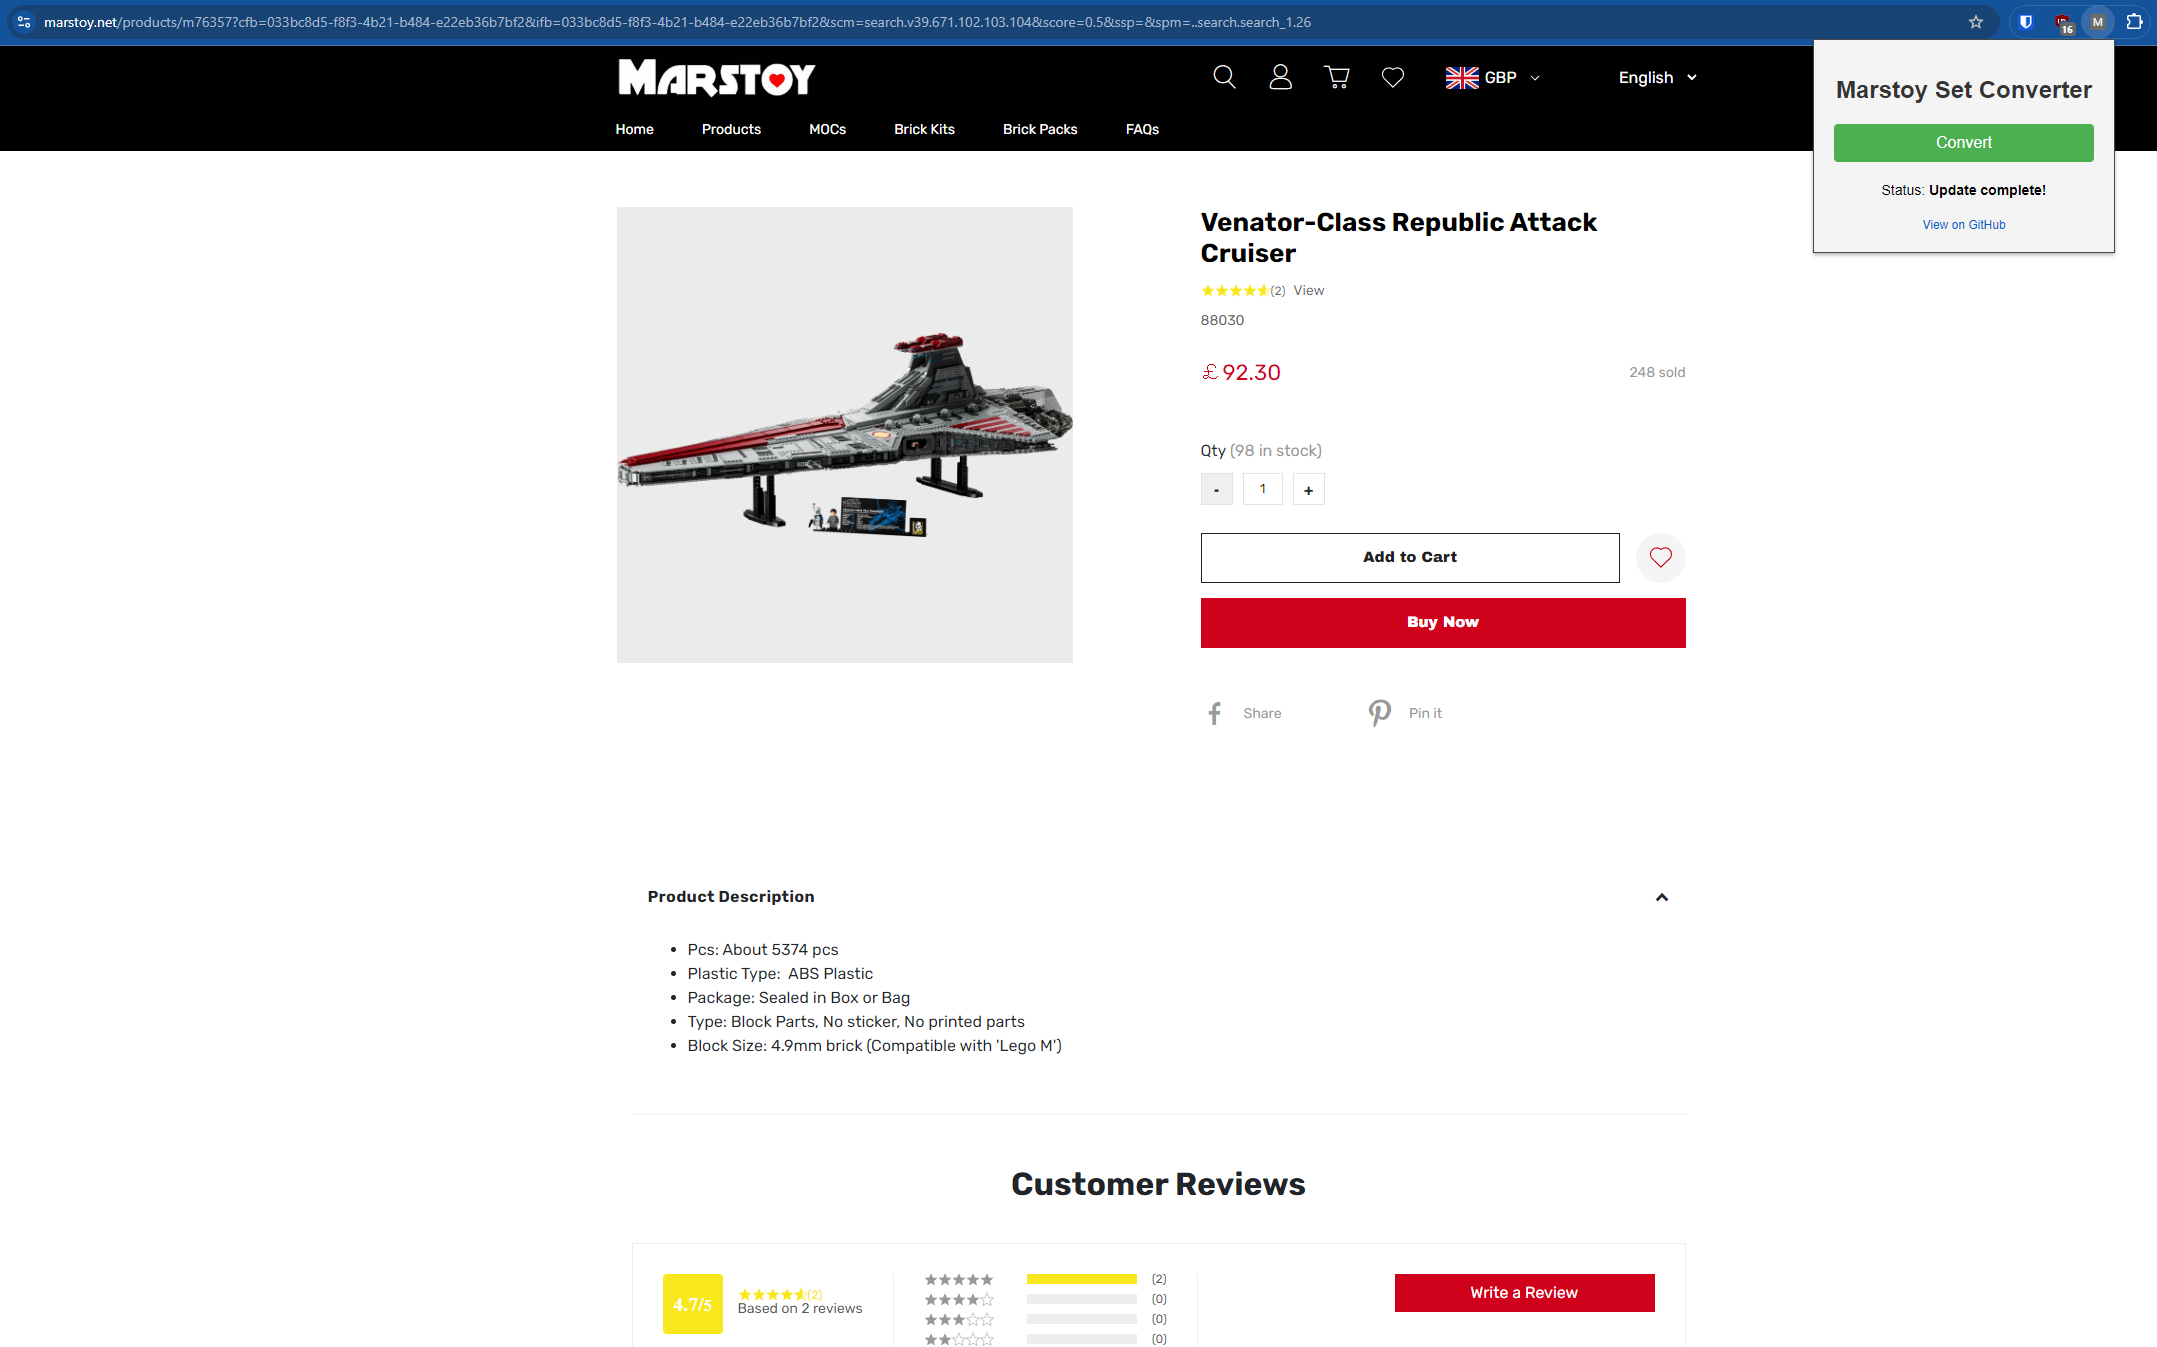 marstoy.net/products/m76357?cfb=033bc8d5-f8f3-4b21-b484-e22eb36b7bf2&ifb=033bc8d5-f8f3-4b21-b484-e22eb36b7bf2&scm=search.v39.671.102.103.104&score=0.5&ssp=&spm=..search.search_1.26
16
M
MARSTOY
GBP
English
Home
Products
MOCs
Brick Kits
Brick Packs
FAQs
Marstoy Set Converter
Convert
Status: Update complete!
View on GitHub
Venator-Class Republic Attack
Cruiser
(2) View
88030
£ 92.30
248 sold
Qty (98 in stock)
- 1 +
Add to Cart
Buy Now
Share
Pin it
Product Description
Pcs: About 5374 pcs
Plastic Type: ABS Plastic
Package: Sealed in Box or Bag
Type: Block Parts, No sticker, No printed parts
Block Size: 4.9mm brick (Compatible with 'Lego M')
Customer Reviews
4.7/5
(2)
Based on 2 reviews
(2)
(0)
(0)
(0)
Write a Review